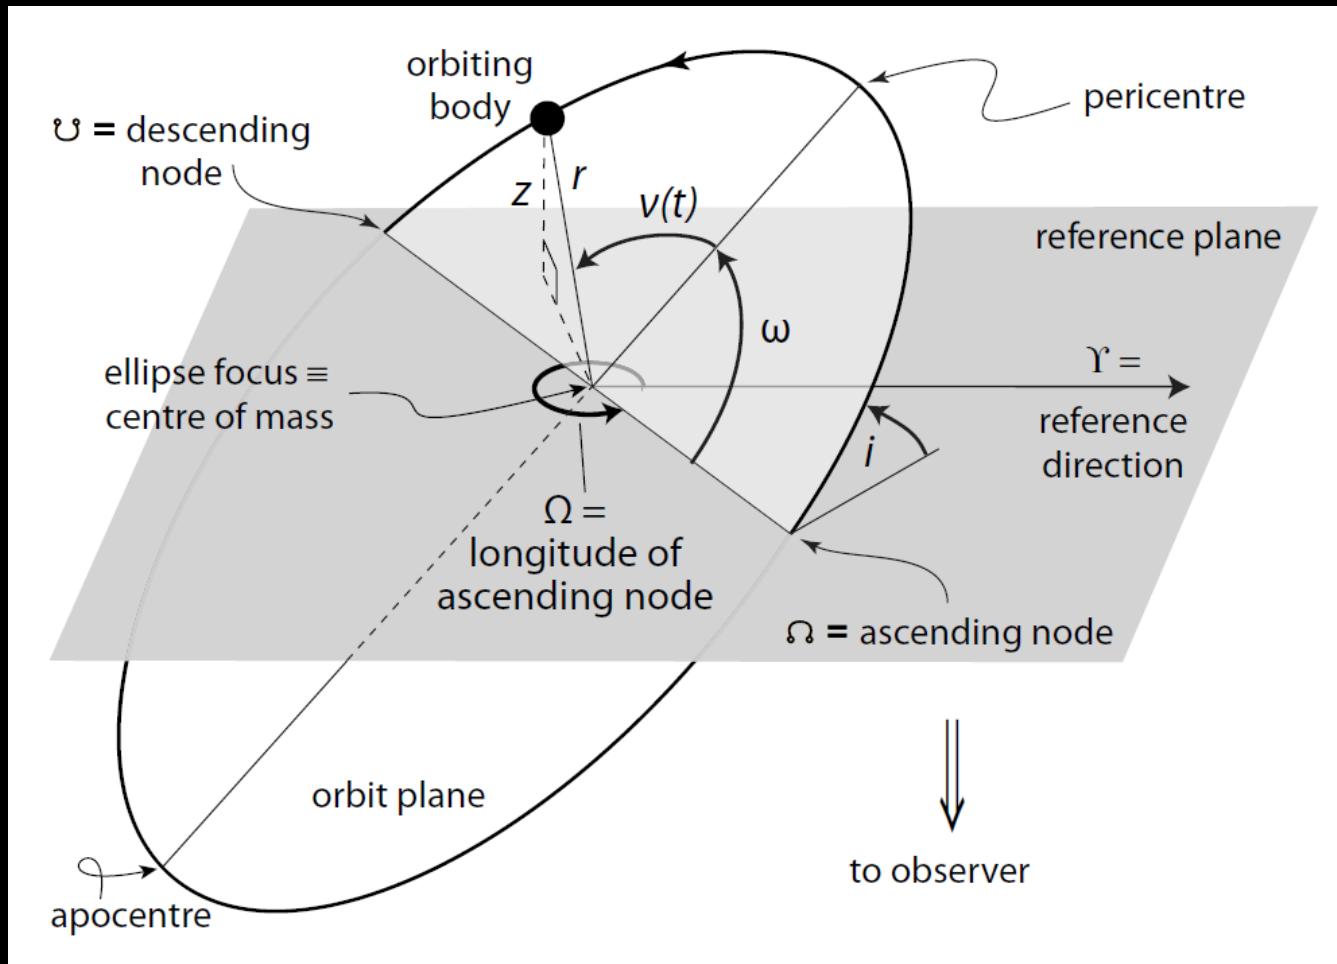 orbiting
body
pericentre
☋ = descending
node
z
r
ν(t)
reference plane
ω
ellipse focus ≡
centre of mass
♈︎ =
reference
direction
i
Ω =
longitude of
ascending node
☊ = ascending node
orbit plane
to observer
apocentre